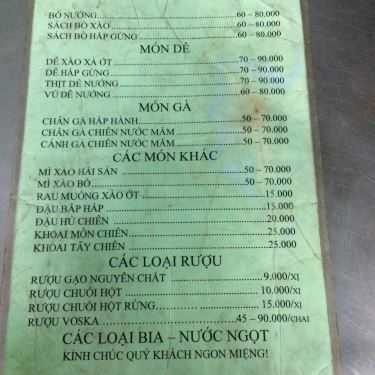 BÒ NƯỚNG.............................60 – 80.000
SÁCH BÒ XÀO.............................60 – 80.000
SÁCH BÒ HẤP GỪNG.............................60 – 80.000
MÓN DÊ
DÊ XÀO XẢ ỚT.............................70 – 90.000
DÊ HẤP GỪNG.............................70 – 90.000
THỊT DÊ NƯỚNG.............................70 – 90.000
VÚ DÊ NƯỚNG.............................60 – 80.000
MÓN GÀ
CHÂN GÀ HẤP HÀNH.............................50 – 70.000
CHÂN GÀ CHIÊN NƯỚC MẮM.............................50 – 70.000
CÁNH GÀ CHIÊN NƯỚC MẮM.............................50 – 70.000
CÁC MÓN KHÁC
MÌ XÀO HẢI SẢN.............................50 – 70.000
MÌ XÀO BÒ.............................50 – 70.000
RAU MUỐNG XÀO ỚT.............................15.000
ĐẬU BẮP HẤP.............................15.000
ĐẬU HỦ CHIÊN.............................20.000
KHOAI MÔN CHIÊN.............................25.000
KHOAI TÂY CHIÊN.............................25.000
CÁC LOẠI RƯỢU
RƯỢU GẠO NGUYÊN CHẤT.............................9.000/XỊ
RƯỢU CHUỐI HỘT.............................10.000/XỊ
RƯỢU CHUỐI HỘT RỪNG.............................15.000/XỊ
RƯỢU VOSKA.............................45 – 90.000/CHAI
CÁC LOẠI BIA – NƯỚC NGỌT
KÍNH CHÚC QUÝ KHÁCH NGON MIỆNG!